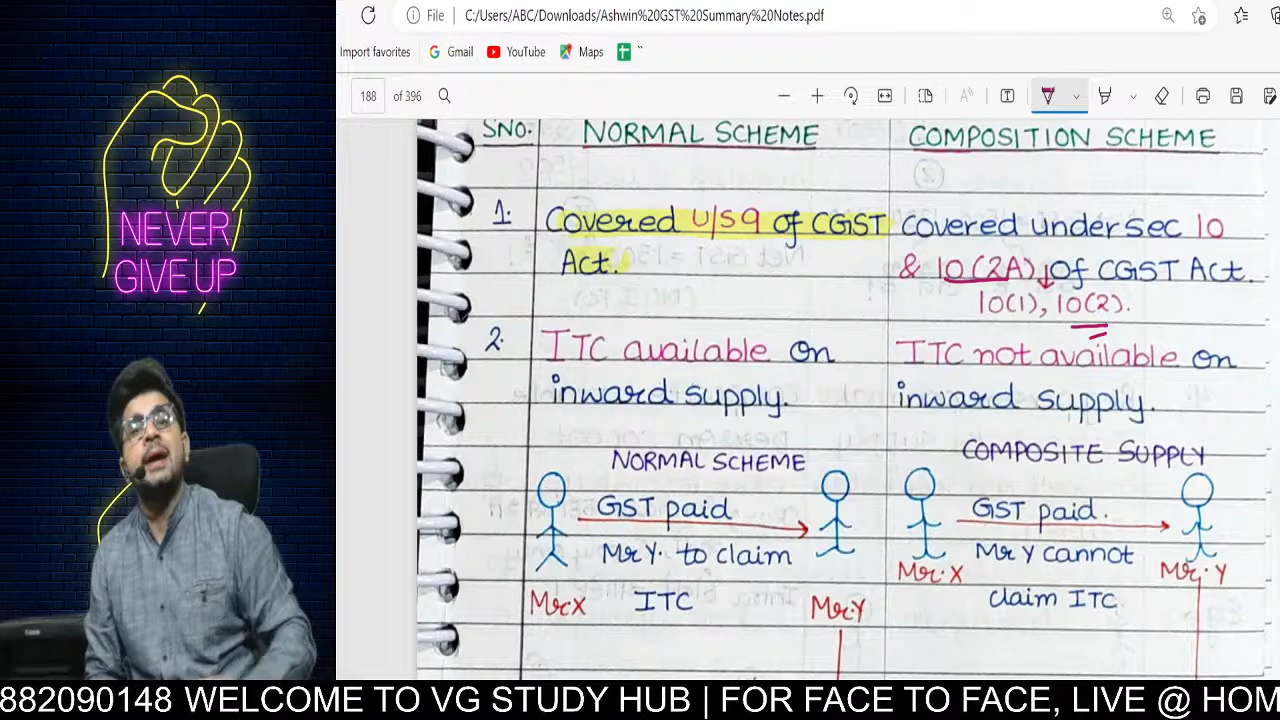 File
C:/Users/ABC/Downloads/Ashwin%20GST%20Summary%20Notes.pdf
Import favorites
Gmail
YouTube
Maps
188 of 396
SNO. NORMAL SCHEME COMPOSITION SCHEME
1. Covered U/S 9 of CGST Act.
covered under sec 10 & 10(2A) of CGST Act.
10(1), 10(2).
2. ITC available on inward supply.
ITC not available on inward supply.
NORMAL SCHEME
GST paid
Mr Y. to claim
Mr.X ITC Mr.Y
COMPOSITE SUPPLY
GST paid.
Mr Y cannot
Mr.X Mr.Y
claim ITC
NEVER
GIVE UP
882090148 WELCOME TO VG STUDY HUB | FOR FACE TO FACE, LIVE @ HOM